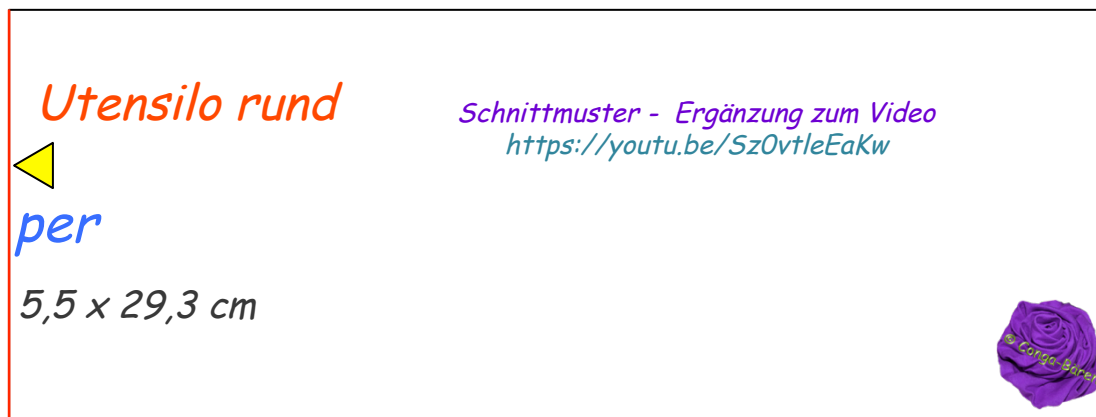 Utensilo rund
Schnittmuster - Ergänzung zum Video
https://youtu.be/Sz0vtleEaKw
per
5,5 x 29,3 cm